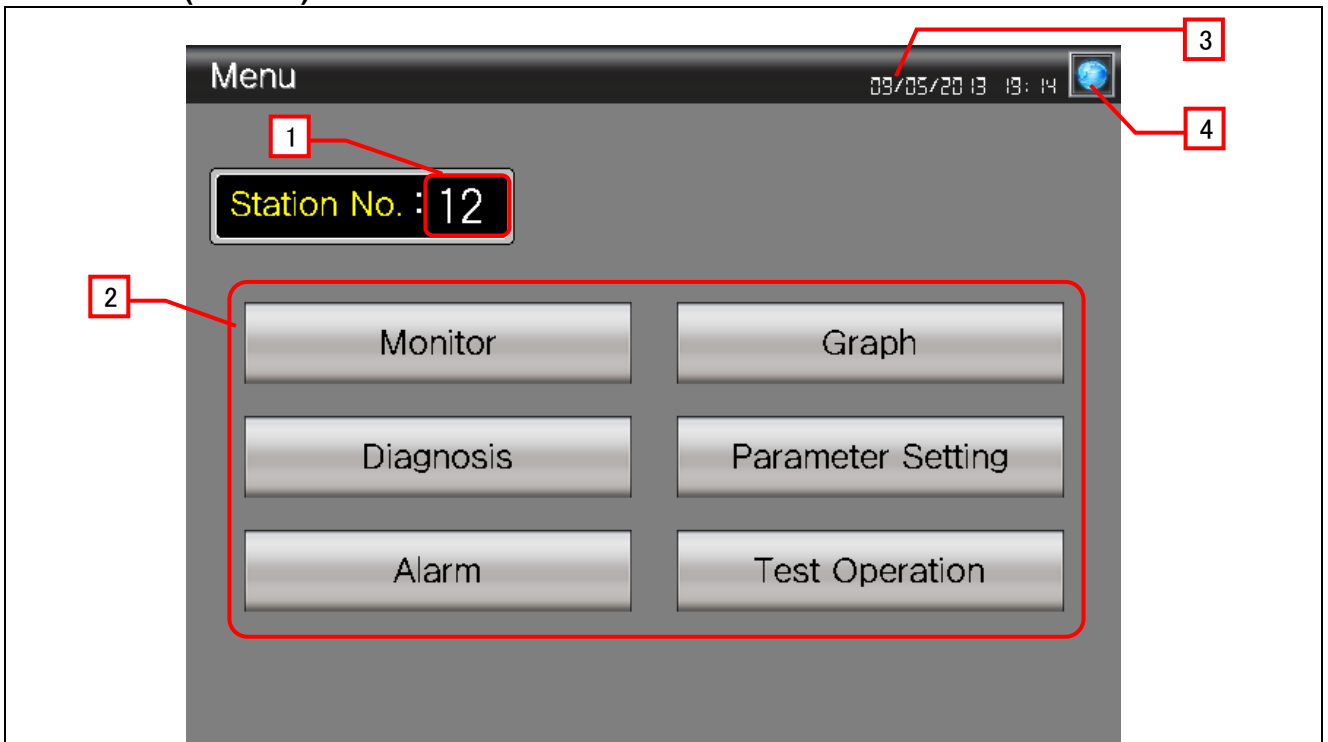 3
Menu
09/05/2013 19:14
4
1
Station No. : 12
2
Monitor
Graph
Diagnosis
Parameter Setting
Alarm
Test Operation